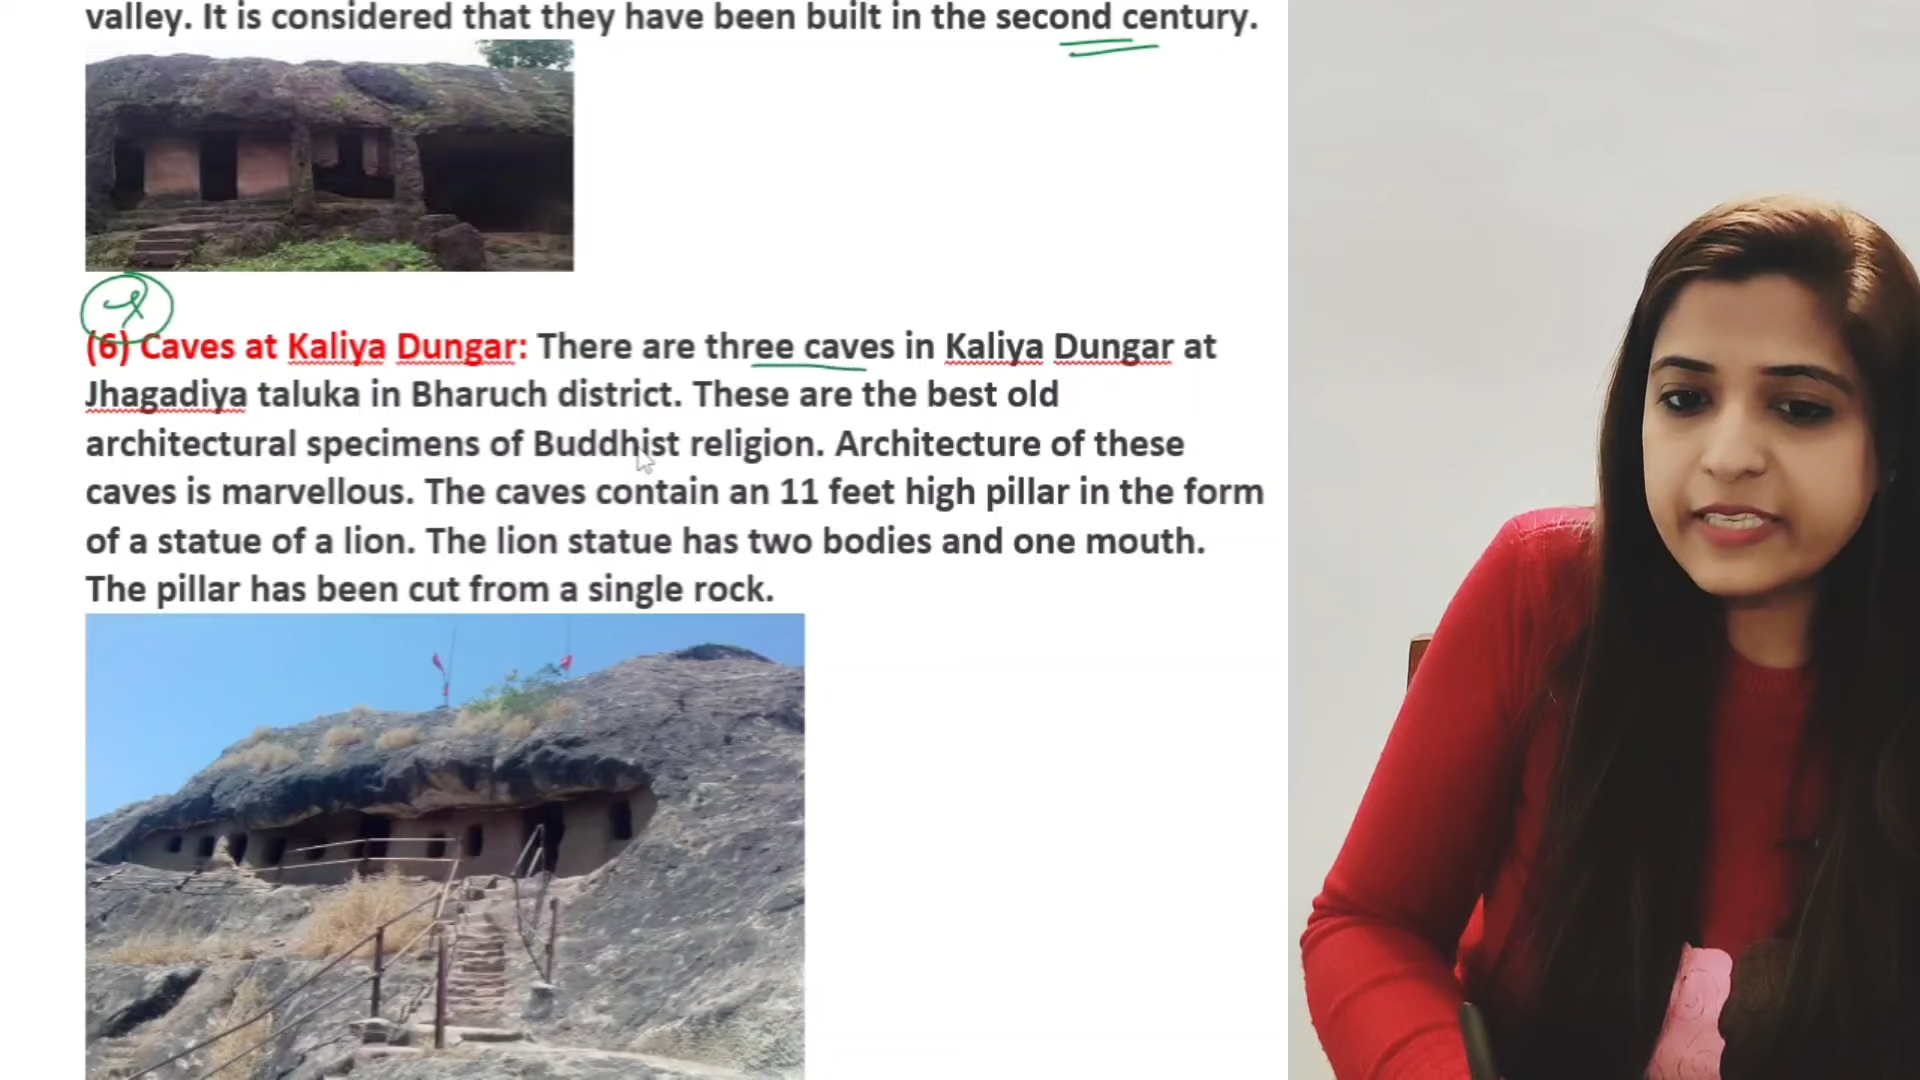 valley. It is considered that they have been built in the second century.
(6) Caves at Kaliya Dungar: There are three caves in Kaliya Dungar at
Jhagadiya taluka in Bharuch district. These are the best old
architectural specimens of Buddhist religion. Architecture of these
caves is marvellous. The caves contain an 11 feet high pillar in the form
of a statue of a lion. The lion statue has two bodies and one mouth.
The pillar has been cut from a single rock.